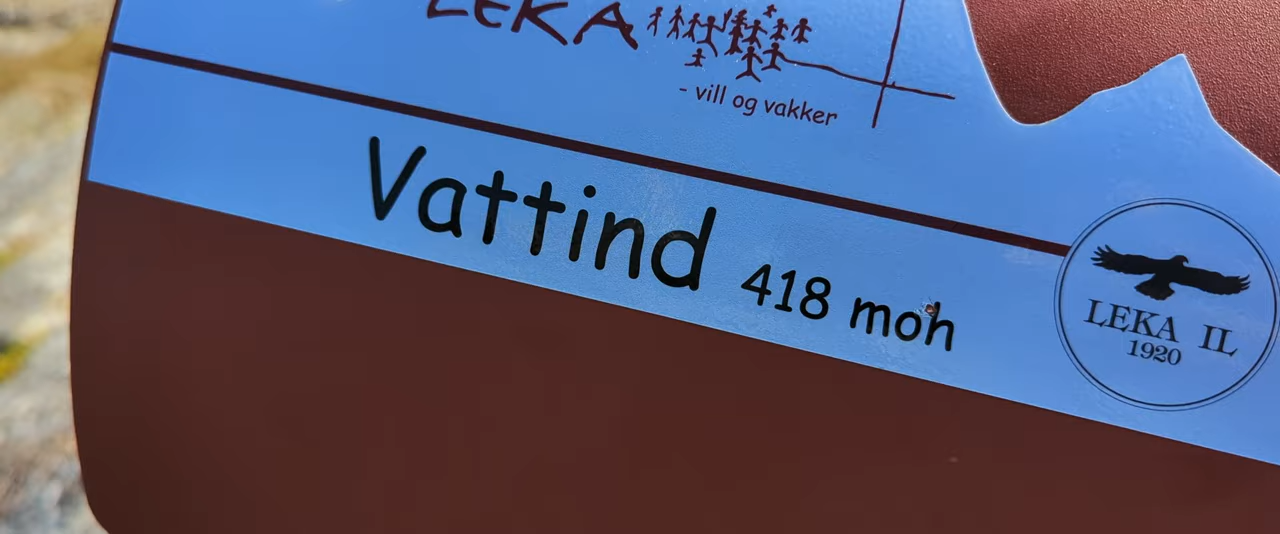 LEKA
- vill og vakker
Vattind 418 moh
LEKA IL
1920